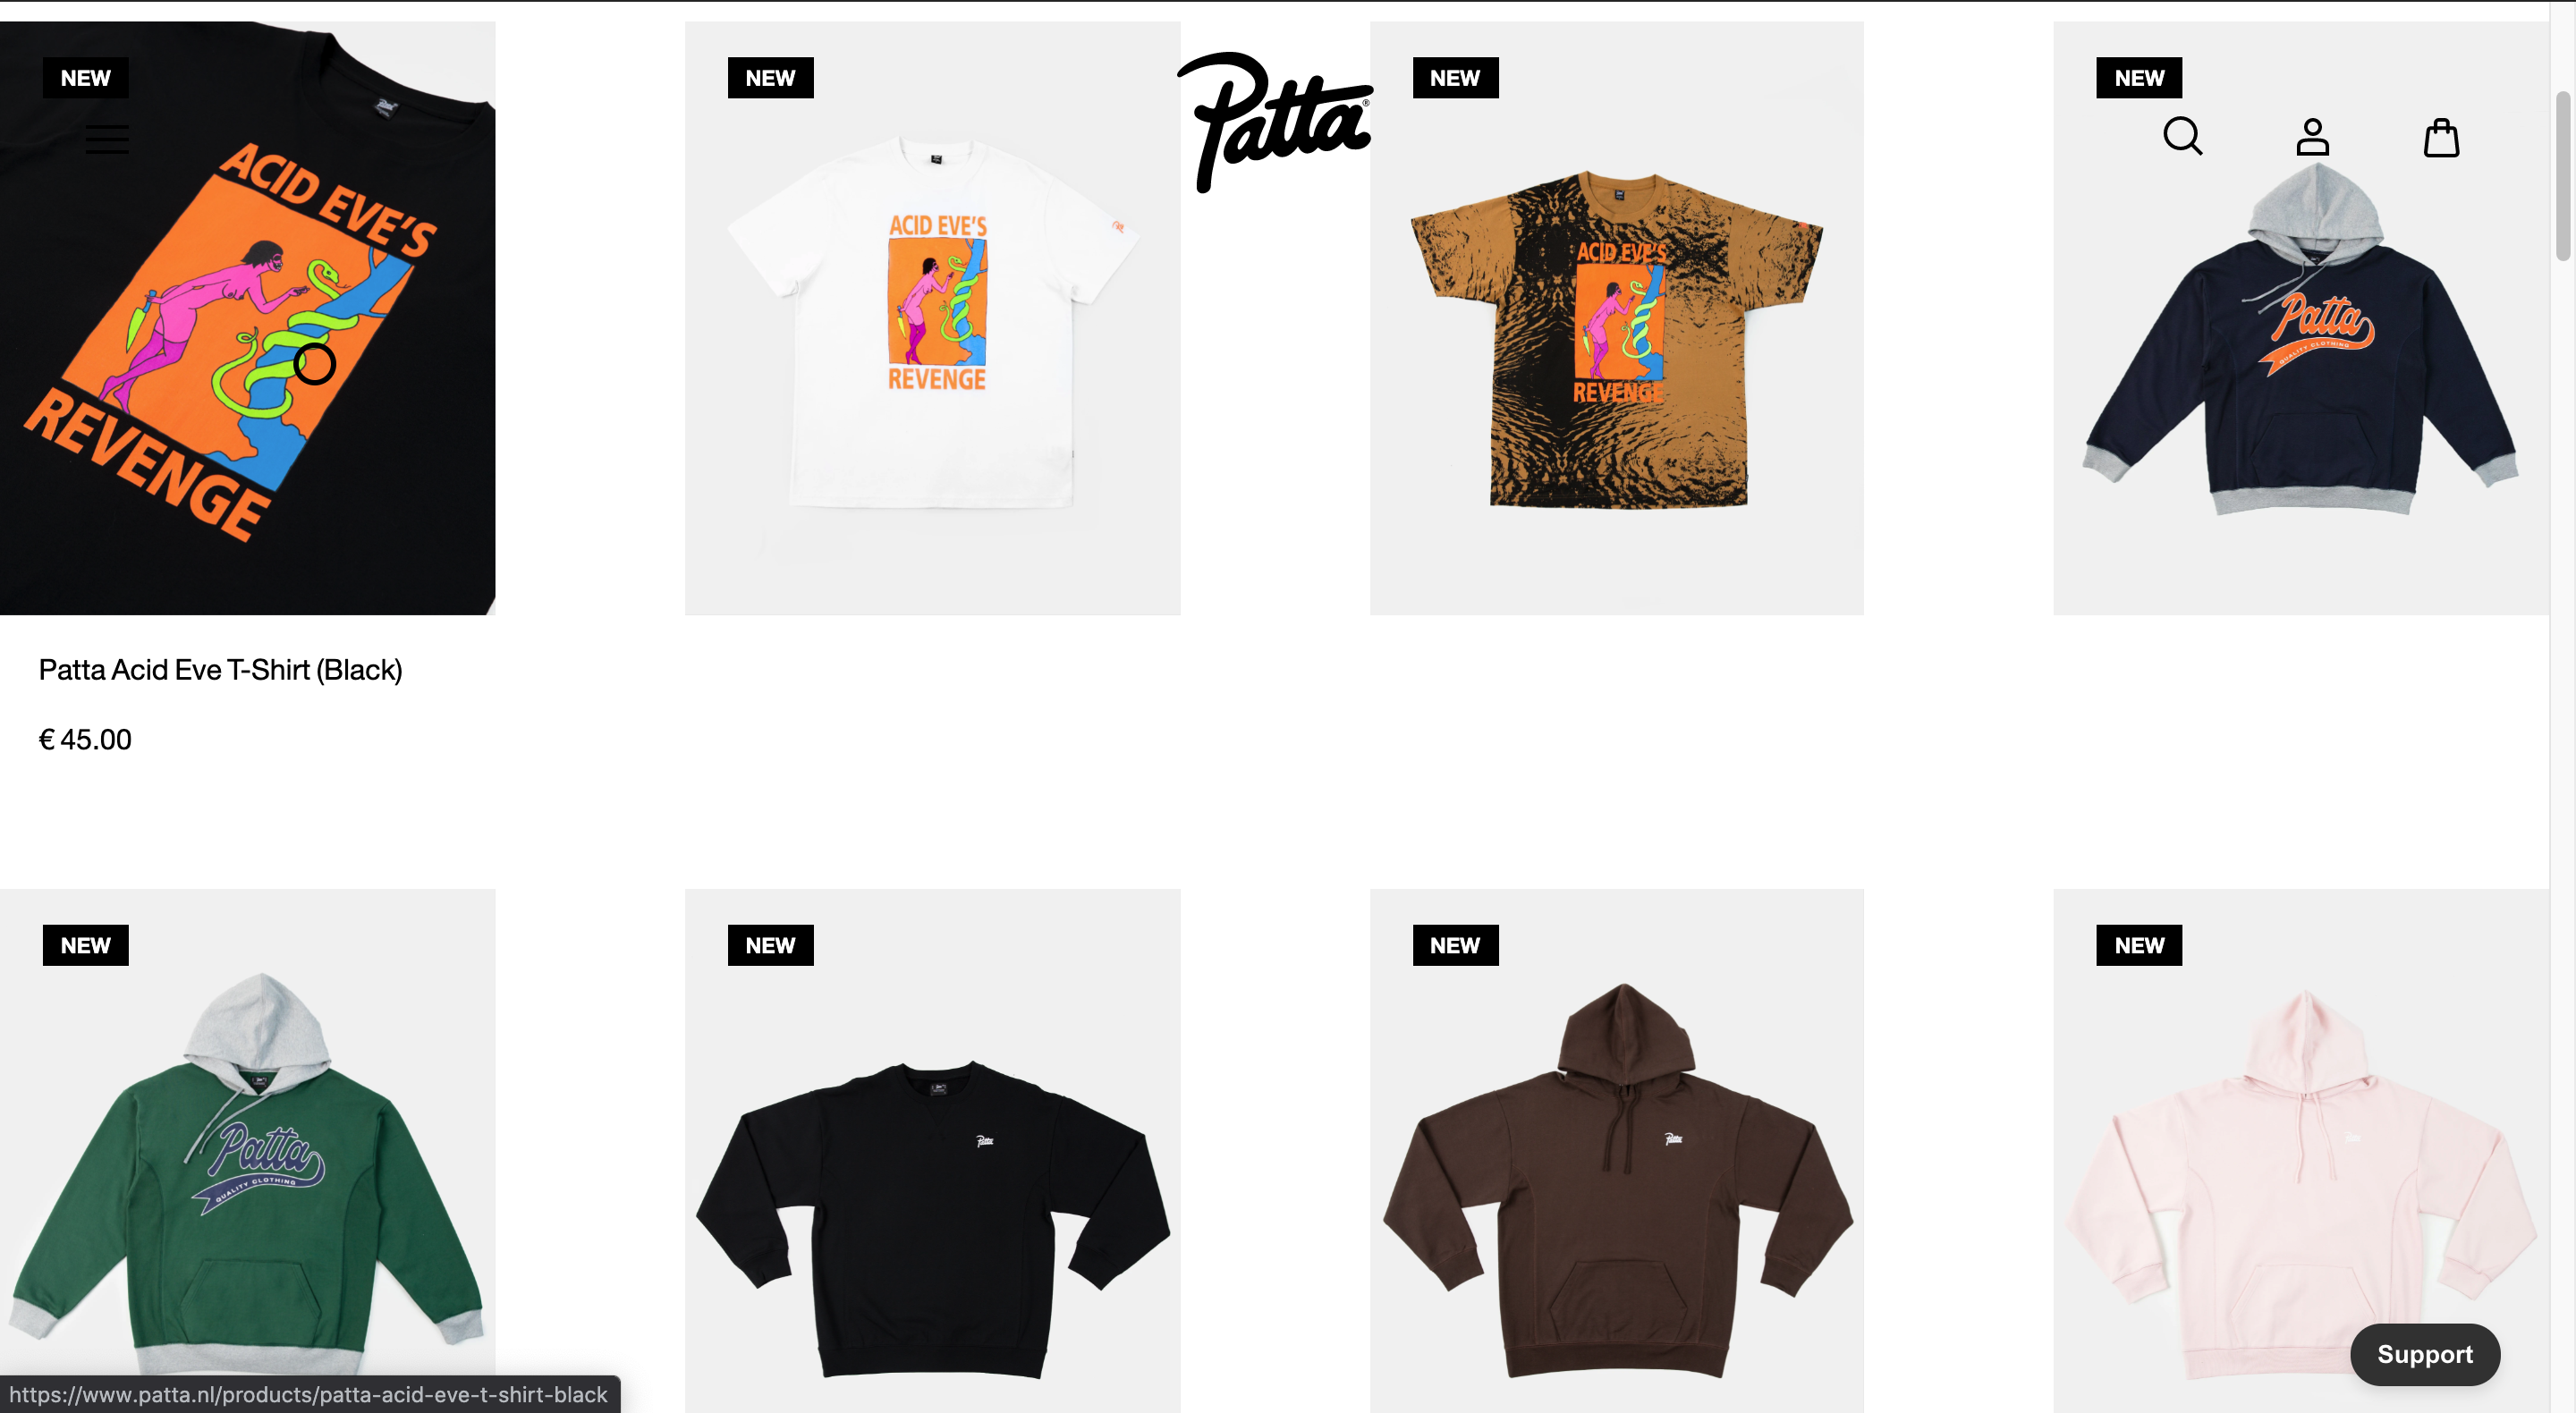 NEW
NEW
NEW
NEW
Patta®
ACID EVE'S
REVENGE
ACID EVE'S
REVENGE
ACID EVE'S
REVENGE
Patta
QUALITY CLOTHING
Patta Acid Eve T-Shirt (Black)
€ 45.00
NEW
NEW
NEW
NEW
Patta
QUALITY CLOTHING
Patta
Patta
Support
https://www.patta.nl/products/patta-acid-eve-t-shirt-black